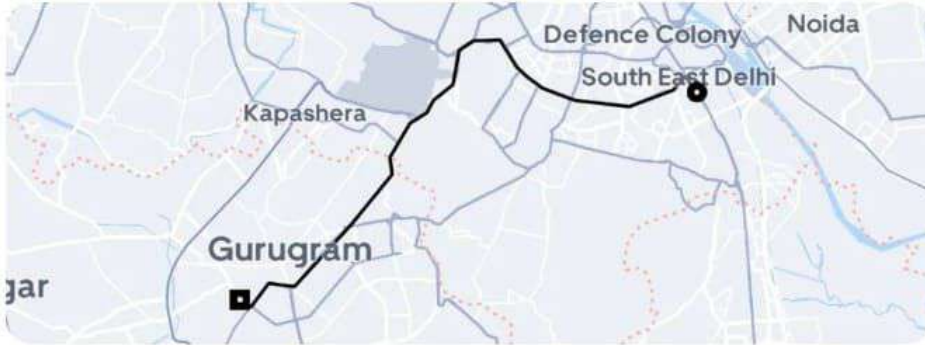 Noida
Defence Colony
South East Delhi
Kapashera
Gurugram
gar